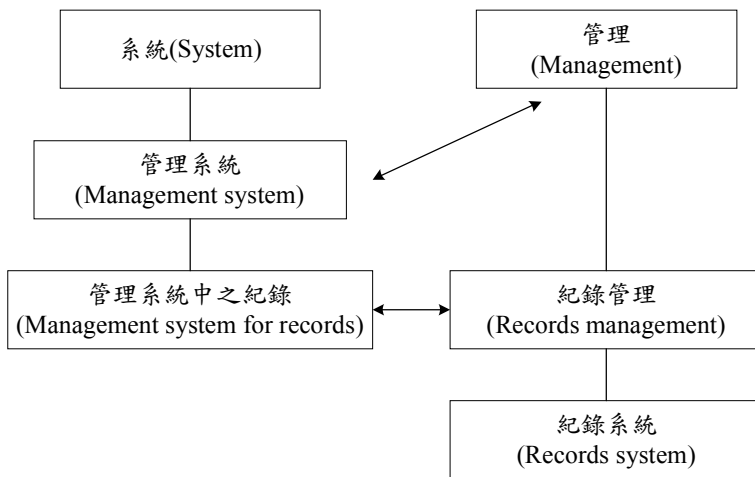 系統(System)
管理
(Management)
管理系統
(Management system)
管理系統中之紀錄
(Management system for records)
紀錄管理
(Records management)
紀錄系統
(Records system)